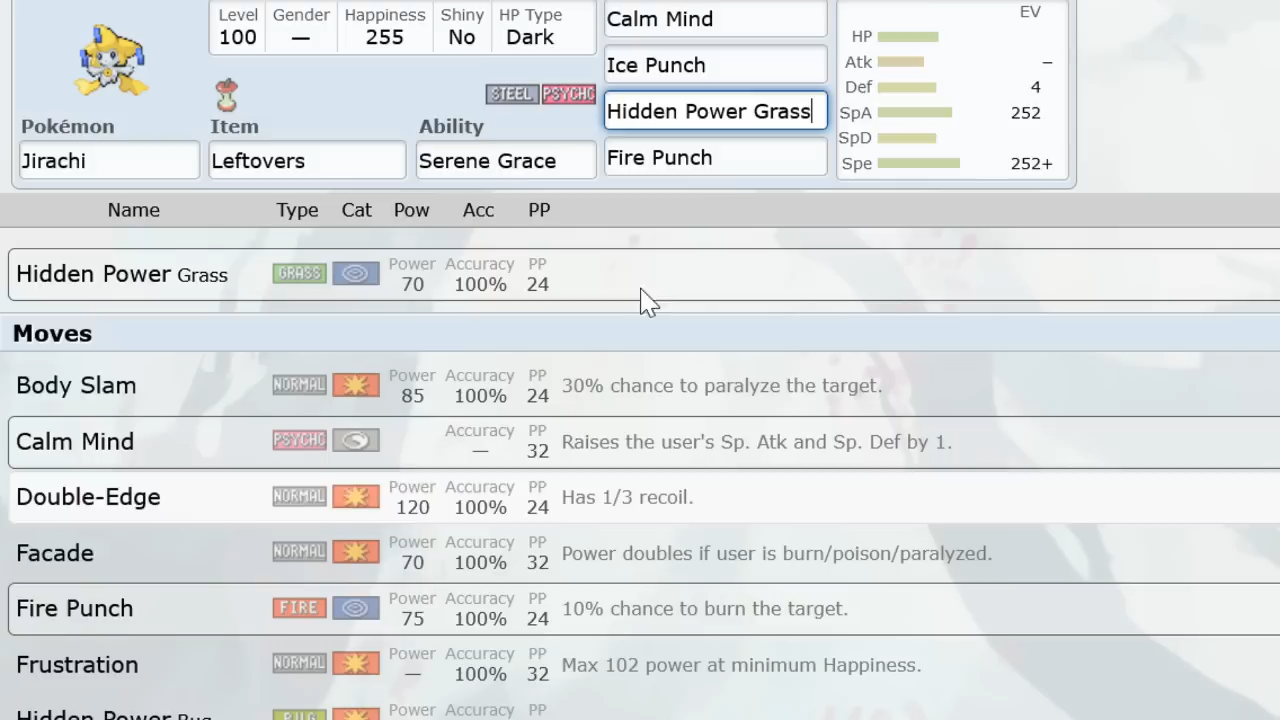 Level Gender Happiness Shiny HP Type
100 — 255 No Dark
STEEL PSYCHC
Pokémon Item Ability
Jirachi Leftovers Serene Grace
Calm Mind
Ice Punch
Hidden Power Grass
Fire Punch
EV
HP
Atk –
Def 4
SpA 252
SpD
Spe 252+
Name Type Cat Pow Acc PP
Hidden Power Grass GRASS Power 70 Accuracy 100% PP 24
Moves
Body Slam NORMAL Power 85 Accuracy 100% PP 24 30% chance to paralyze the target.
Calm Mind PSYCHC Accuracy — PP 32 Raises the user's Sp. Atk and Sp. Def by 1.
Double-Edge NORMAL Power 120 Accuracy 100% PP 24 Has 1/3 recoil.
Facade NORMAL Power 70 Accuracy 100% PP 32 Power doubles if user is burn/poison/paralyzed.
Fire Punch FIRE Power 75 Accuracy 100% PP 24 10% chance to burn the target.
Frustration NORMAL Power — Accuracy 100% PP 32 Max 102 power at minimum Happiness.
Hidden Power Bug BUG Power Accuracy PP